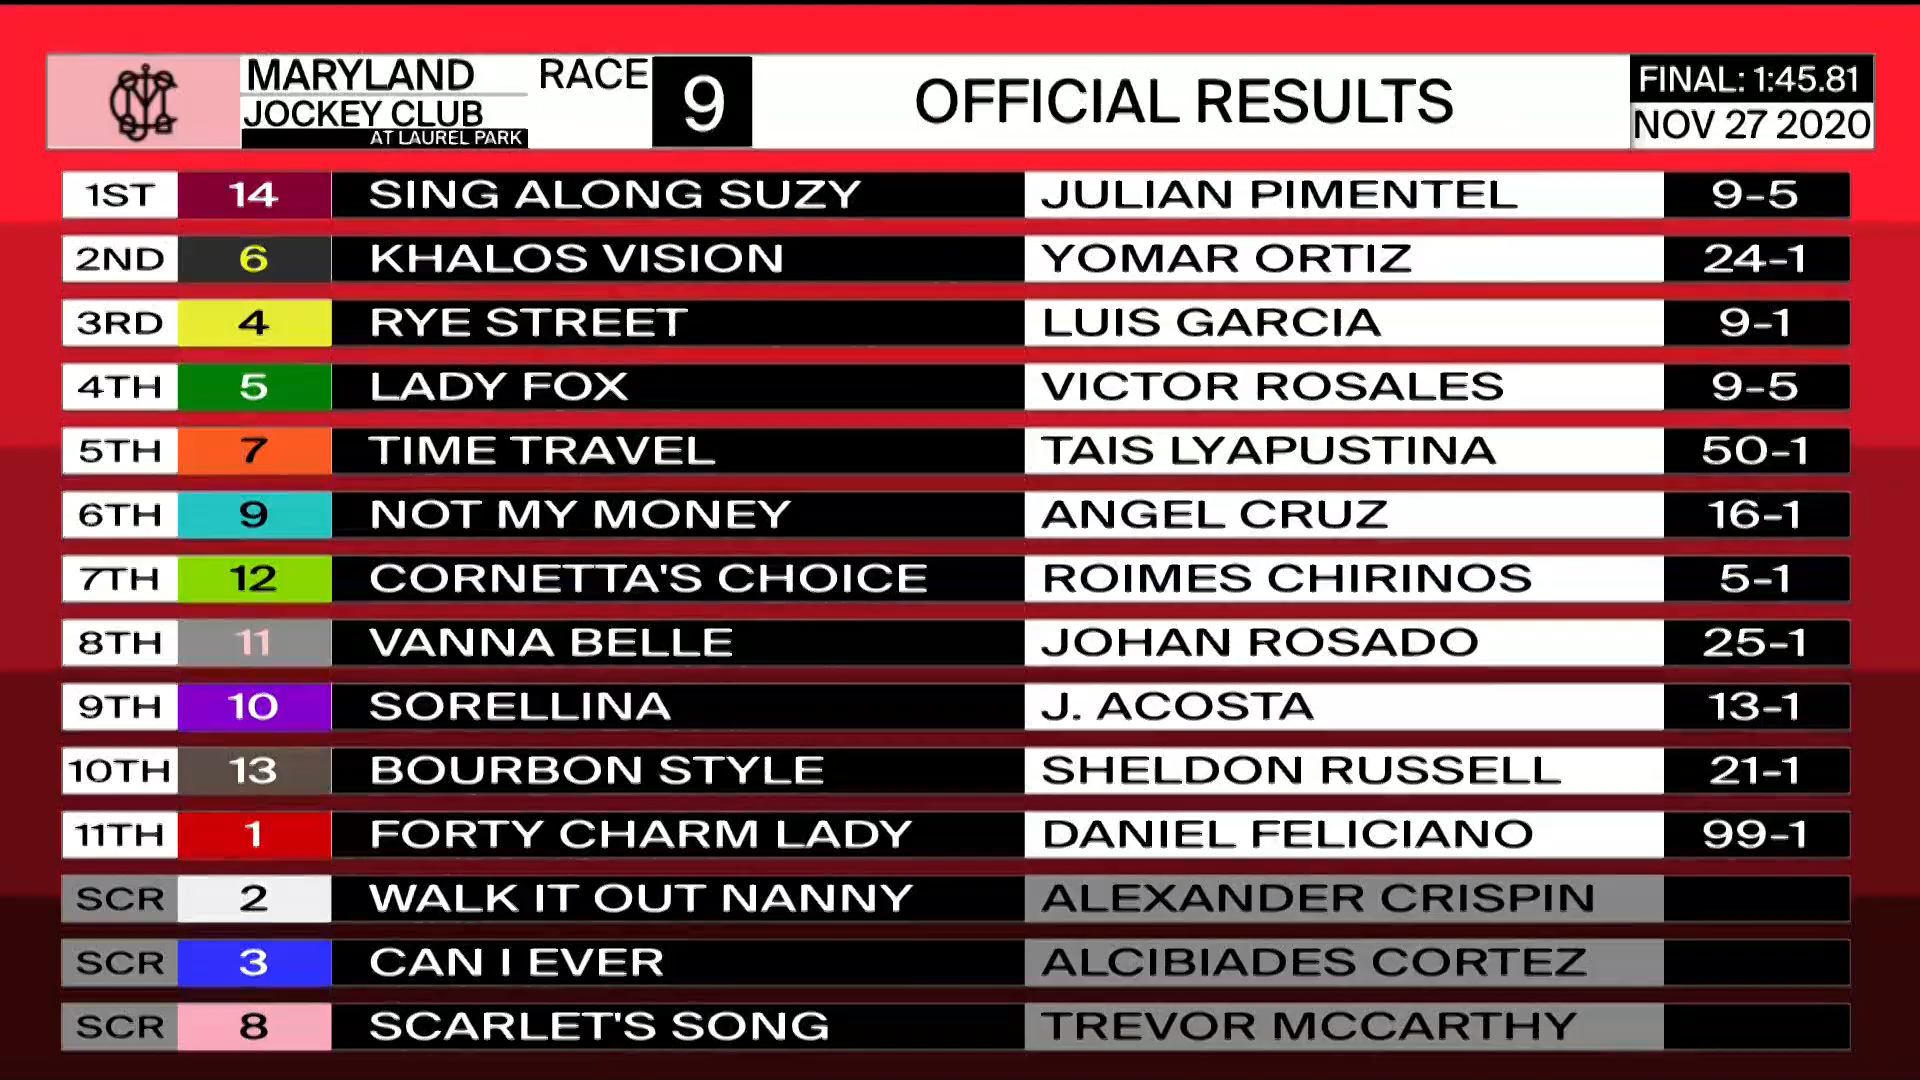 MARYLAND
JOCKEY CLUB
AT LAUREL PARK
RACE
9
OFFICIAL RESULTS
FINAL: 1:45.81
NOV 27 2020
1ST 14 SING ALONG SUZY JULIAN PIMENTEL 9-5
2ND 6 KHALOS VISION YOMAR ORTIZ 24-1
3RD 4 RYE STREET LUIS GARCIA 9-1
4TH 5 LADY FOX VICTOR ROSALES 9-5
5TH 7 TIME TRAVEL TAIS LYAPUSTINA 50-1
6TH 9 NOT MY MONEY ANGEL CRUZ 16-1
7TH 12 CORNETTA'S CHOICE ROIMES CHIRINOS 5-1
8TH 11 VANNA BELLE JOHAN ROSADO 25-1
9TH 10 SORELLINA J. ACOSTA 13-1
10TH 13 BOURBON STYLE SHELDON RUSSELL 21-1
11TH 1 FORTY CHARM LADY DANIEL FELICIANO 99-1
SCR 2 WALK IT OUT NANNY ALEXANDER CRISPIN
SCR 3 CAN I EVER ALCIBIADES CORTEZ
SCR 8 SCARLET'S SONG TREVOR MCCARTHY